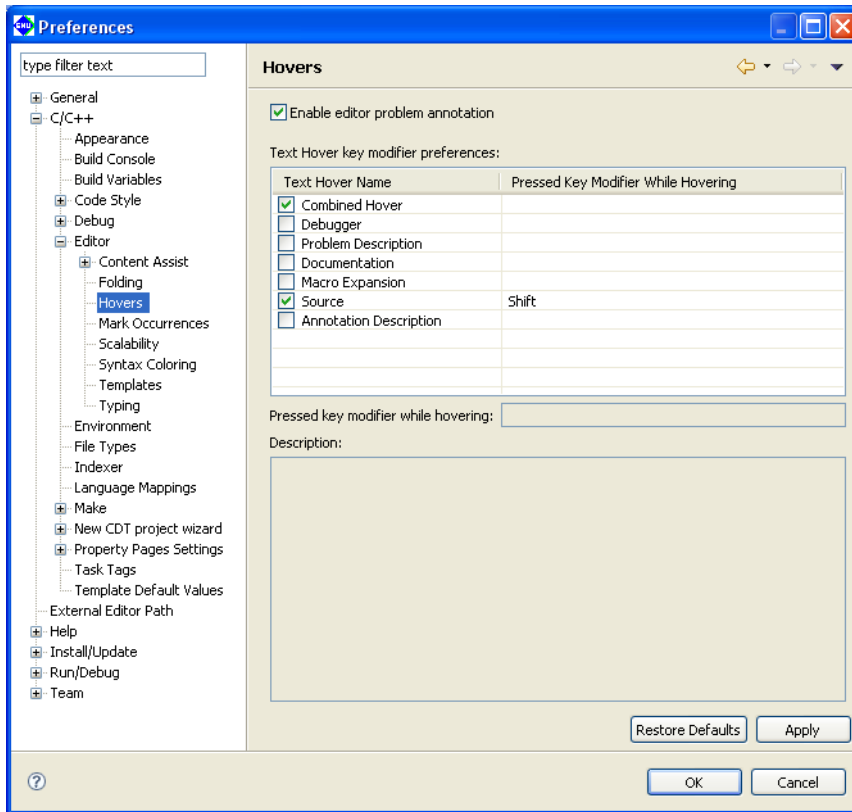 Preferences
type filter text
General
C/C++
Appearance
Build Console
Build Variables
Code Style
Debug
Editor
Content Assist
Folding
Hovers
Mark Occurrences
Scalability
Syntax Coloring
Templates
Typing
Environment
File Types
Indexer
Language Mappings
Make
New CDT project wizard
Property Pages Settings
Task Tags
Template Default Values
External Editor Path
Help
Install/Update
Run/Debug
Team
Hovers
Enable editor problem annotation
Text Hover key modifier preferences:
Text Hover Name Pressed Key Modifier While Hovering
Combined Hover
Debugger
Problem Description
Documentation
Macro Expansion
Source Shift
Annotation Description
Pressed key modifier while hovering:
Description:
Restore Defaults Apply
OK Cancel